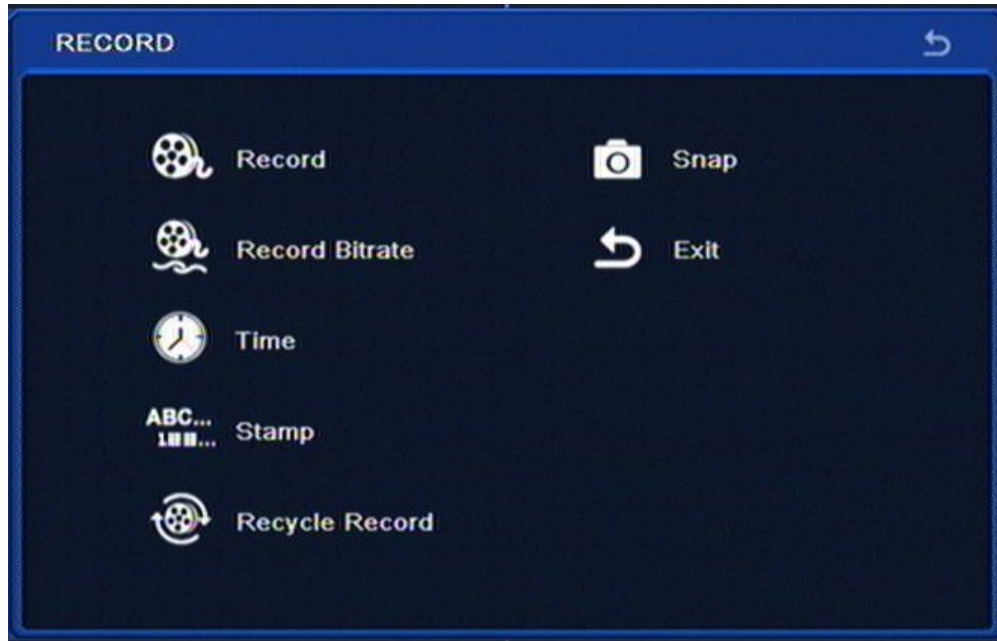 RECORD
Record
Record Bitrate
Time
ABC...
Stamp
Recycle Record
Snap
Exit